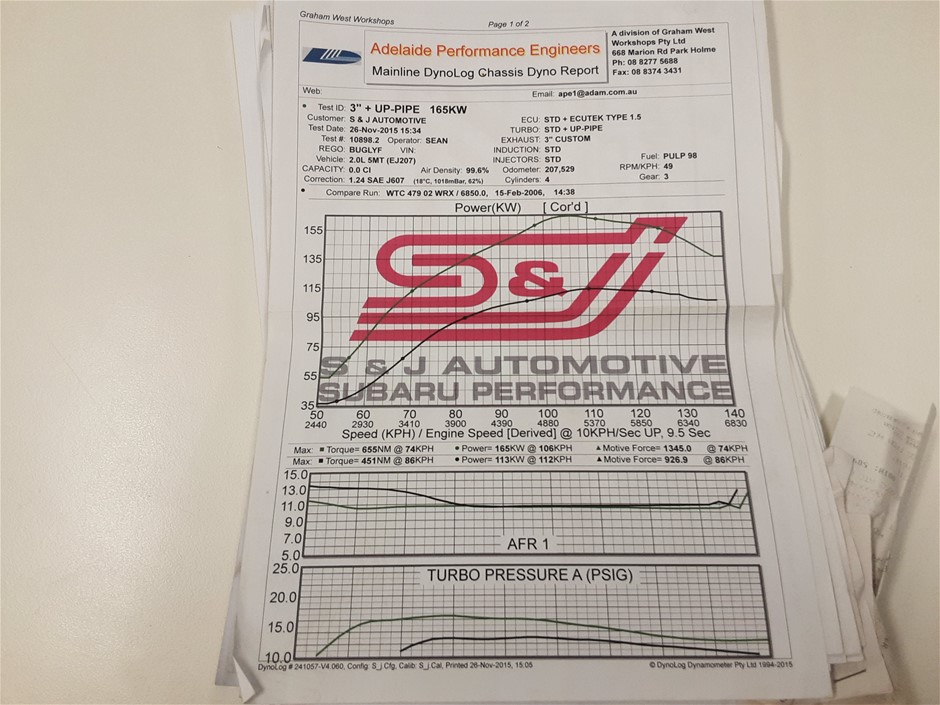 Graham West Workshops
Page 1 of 2
Adelaide Performance Engineers
Mainline DynoLog Chassis Dyno Report
A division of Graham West
Workshops Pty Ltd
668 Marion Rd Park Holme
Ph: 08 8277 5688
Fax: 08 8374 3431
Web:
Email: ape1@adam.com.au
Test ID: 3" + UP-PIPE 165KW
Customer: S & J AUTOMOTIVE
Test Date: 26-Nov-2015 15:34
Test #: 10898.2 Operator: SEAN
REGO: BUGLYF VIN:
Vehicle: 2.0L 5MT (EJ207)
CAPACITY: 0.0 CI Air Density: 99.6%
Correction: 1.24 SAE J607 (18°C, 1018mBar, 62%)
ECU: STD + ECUTEK TYPE 1.5
TURBO: STD + UP-PIPE
EXHAUST: 3" CUSTOM
INDUCTION: STD
INJECTORS: STD
Odometer: 207,529
Cylinders: 4
Fuel: PULP 98
RPM/KPH: 49
Gear: 3
Compare Run: WTC 479 02 WRX / 6850.0, 15-Feb-2006, 14:38
Power(KW) [ Cor'd ]
155
135
115
95
75
55
35
S&J
S & J AUTOMOTIVE
SUBARU PERFORMANCE
50 60 70 80 90 100 110 120 130 140
2440 2930 3410 3900 4390 4880 5370 5850 6340 6830
Speed (KPH) / Engine Speed [Derived] @ 10KPH/Sec UP, 9.5 Sec
Max: Torque= 655NM @ 74KPH Power= 165KW @ 106KPH Motive Force= 1345.0 @ 74KPH
Max: Torque= 451NM @ 86KPH Power= 113KW @ 112KPH Motive Force= 926.9 @ 86KPH
15.0
13.0
11.0
9.0
7.0
5.0
AFR 1
25.0
20.0
15.0
10.0
TURBO PRESSURE A (PSIG)
DynoLog # 241057-V4.060, Config: S_j Cfg, Calib: S_j Cal, Printed 26-Nov-2015, 15:05
© DynoLog Dynamometer Pty Ltd 1994-2015